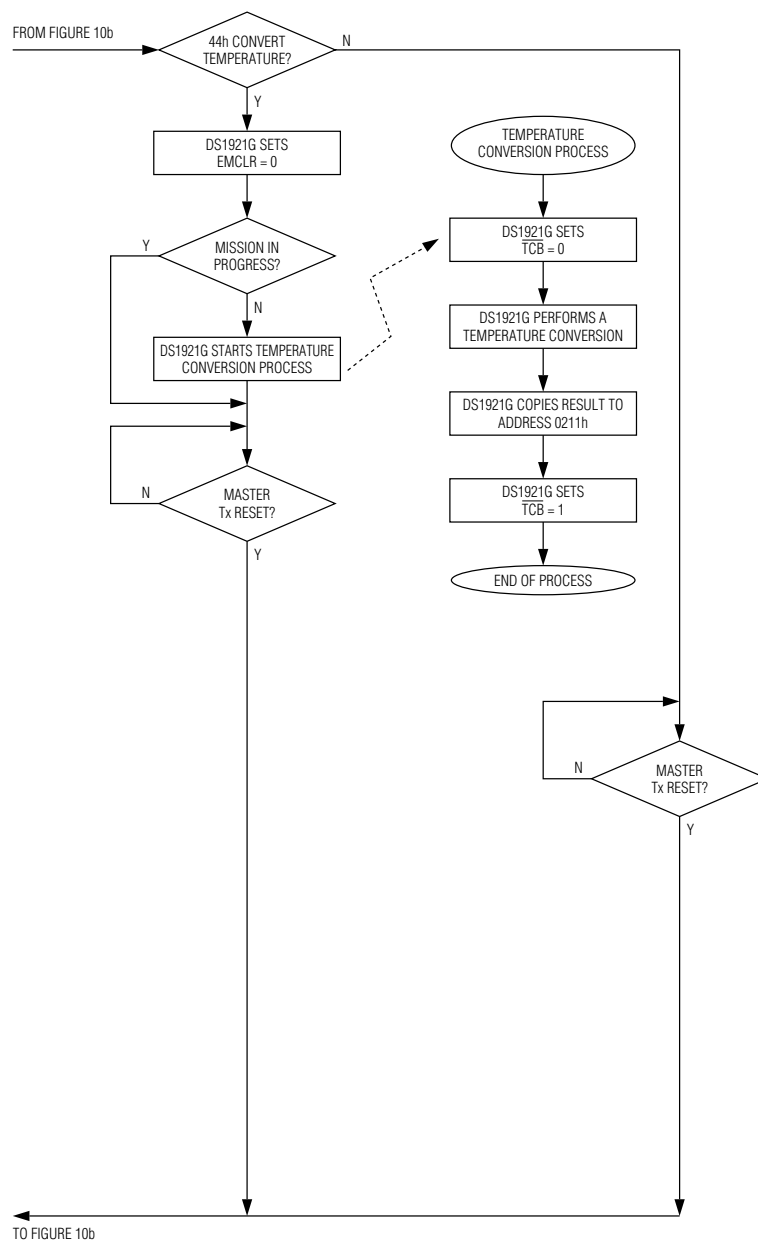 FROM FIGURE 10b
44h CONVERT
TEMPERATURE?
N
Y
DS1921G SETS
EMCLR = 0
MISSION IN
PROGRESS?
Y
N
DS1921G STARTS TEMPERATURE
CONVERSION PROCESS
N
MASTER
Tx RESET?
Y
TEMPERATURE
CONVERSION PROCESS
DS1921G SETS
T̅C̅B̅ = 0
DS1921G PERFORMS A
TEMPERATURE CONVERSION
DS1921G COPIES RESULT TO
ADDRESS 0211h
DS1921G SETS
T̅C̅B̅ = 1
END OF PROCESS
N
MASTER
Tx RESET?
Y
TO FIGURE 10b